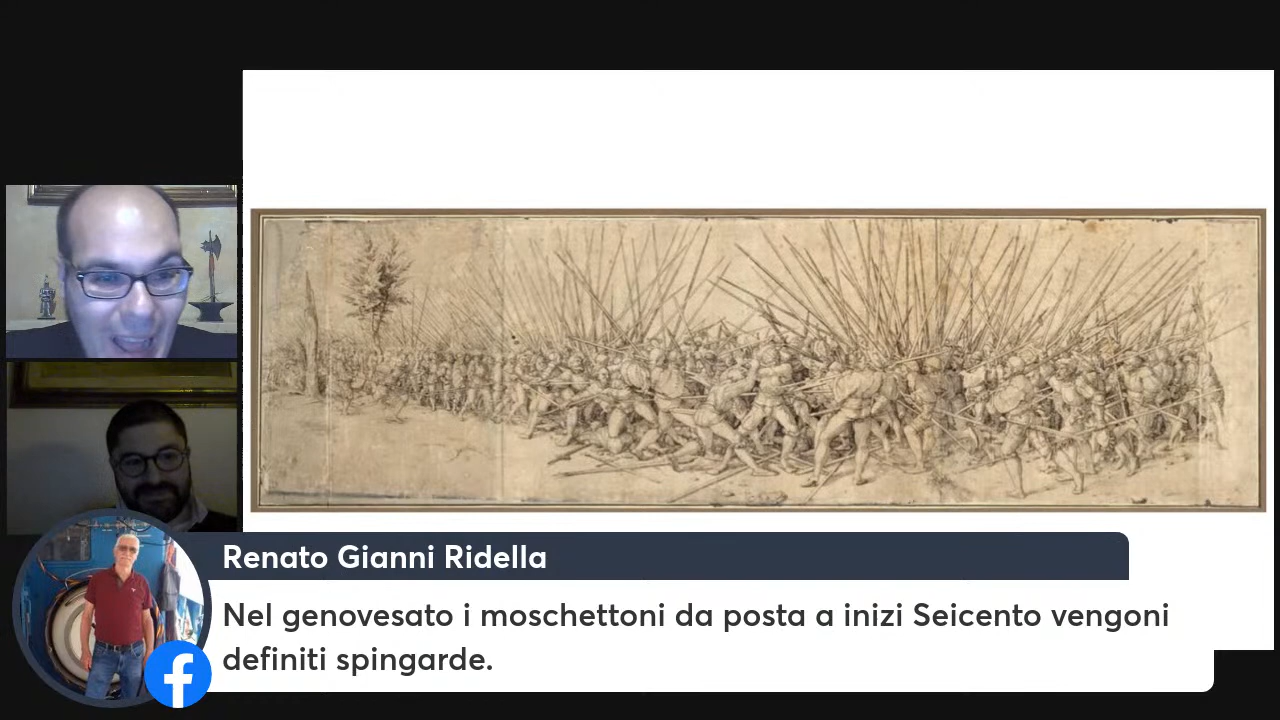 Renato Gianni Ridella
Nel genovesato i moschettoni da posta a inizi Seicento vengoni
definiti spingarde.